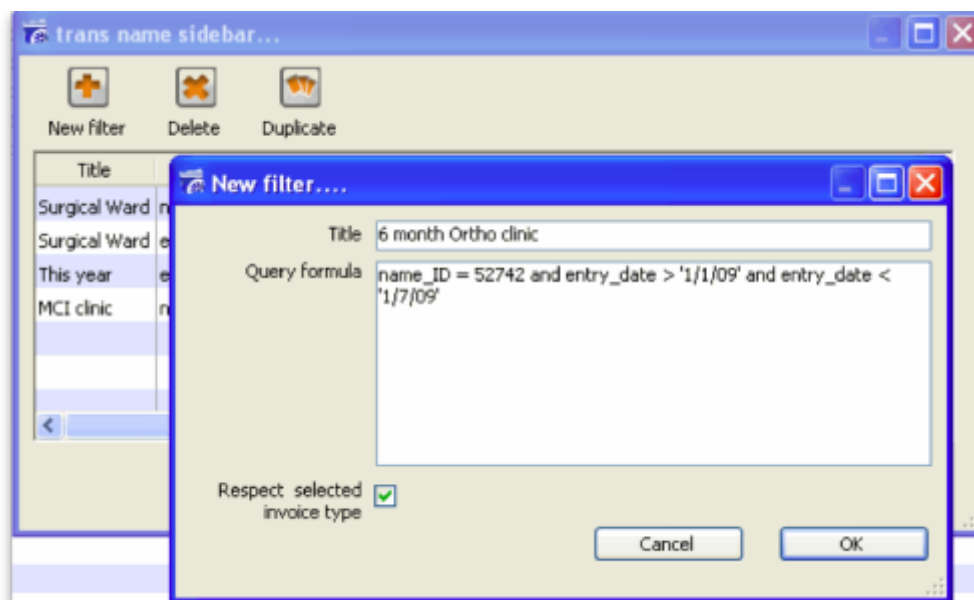 trans name sidebar...
New filter Delete Duplicate
Title
Surgical Ward n
Surgical Ward e
This year e
MCI clinic n
New filter....
Title 6 month Ortho clinic
Query formula name_ID = 52742 and entry_date > '1/1/09' and entry_date <
'1/7/09'
Respect selected
invoice type
Cancel OK